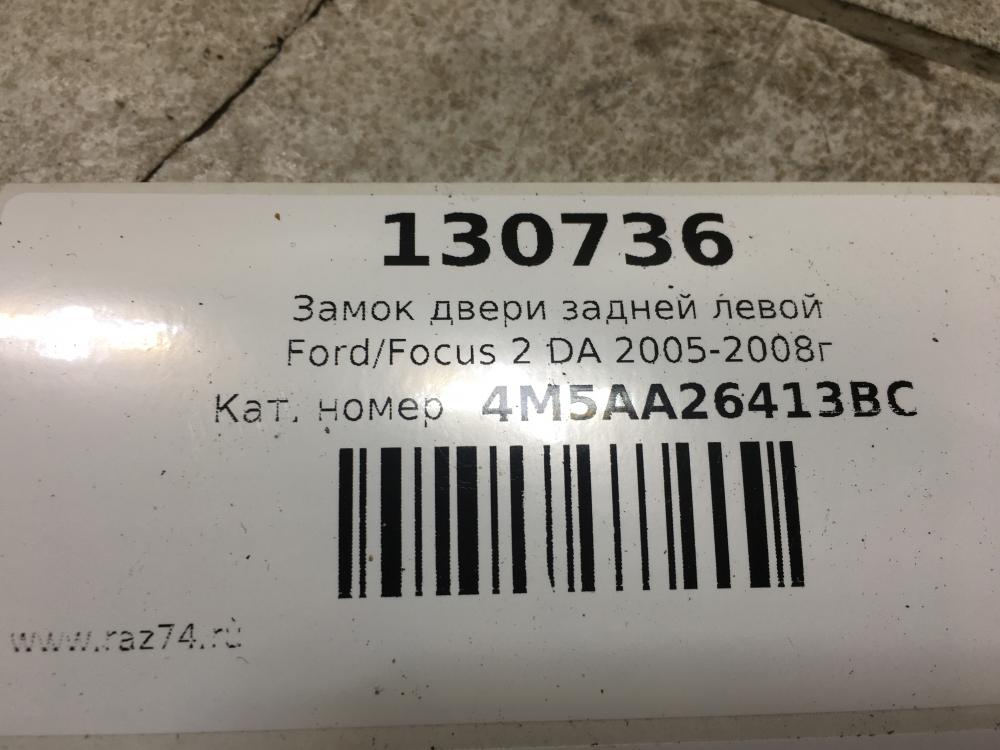 130736
Замок двери задней левой
Ford/Focus 2 DA 2005-2008г
Кат. номер 4M5AA26413BC
www.raz74.ru